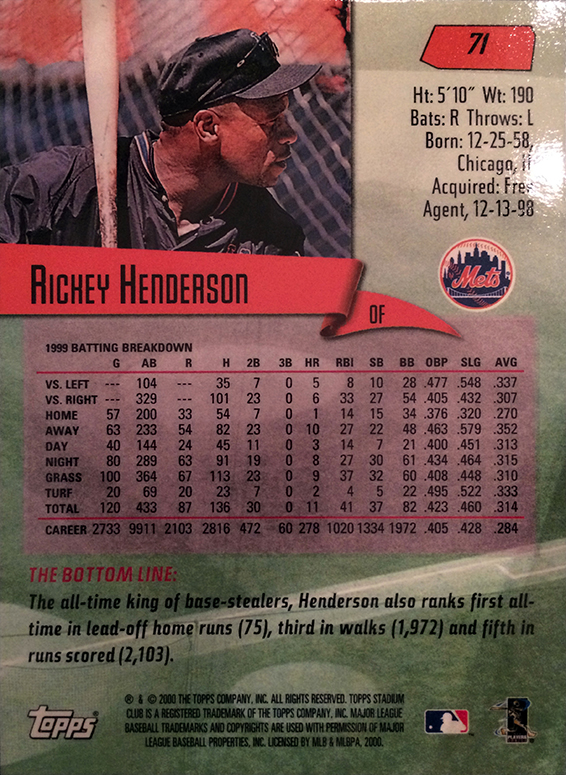 71
Ht: 5'10" Wt: 190
Bats: R Throws: L
Born: 12-25-58,
Chicago,
Acquired: Free
Agent, 12-13-98
Mets
RICKEY HENDERSON
OF
1999 BATTING BREAKDOWN
G AB R H 2B 3B HR RBI SB BB OBP SLG AVG
VS. LEFT --- 104 --- 35 7 0 5 8 10 28 .477 .548 .337
VS. RIGHT --- 329 --- 101 23 0 6 33 27 54 .405 .432 .307
HOME 57 200 33 54 7 0 1 14 15 34 .376 .320 .270
AWAY 63 233 54 82 23 0 10 27 22 48 .463 .579 .352
DAY 40 144 24 45 11 0 3 14 7 21 .400 .451 .313
NIGHT 80 289 63 91 19 0 8 27 30 61 .434 .464 .315
GRASS 100 364 67 113 23 0 9 37 32 60 .408 .448 .310
TURF 20 69 20 23 7 0 2 4 5 22 .495 .522 .333
TOTAL 120 433 87 136 30 0 11 41 37 82 .423 .460 .314
CAREER 2733 9911 2103 2816 472 60 278 1020 1334 1972 .405 .428 .284
THE BOTTOM LINE:
The all-time king of base-stealers, Henderson also ranks first all-
time in lead-off home runs (75), third in walks (1,972) and fifth in
runs scored (2,103).
® & © 2000 THE TOPPS COMPANY, INC. ALL RIGHTS RESERVED. TOPPS STADIUM
CLUB IS A REGISTERED TRADEMARK OF THE TOPPS COMPANY, INC. MAJOR LEAGUE
BASEBALL TRADEMARKS AND COPYRIGHTS ARE USED WITH PERMISSION OF MAJOR
LEAGUE BASEBALL PROPERTIES, INC. LICENSED BY MLB & MLBPA, 2000.
topps